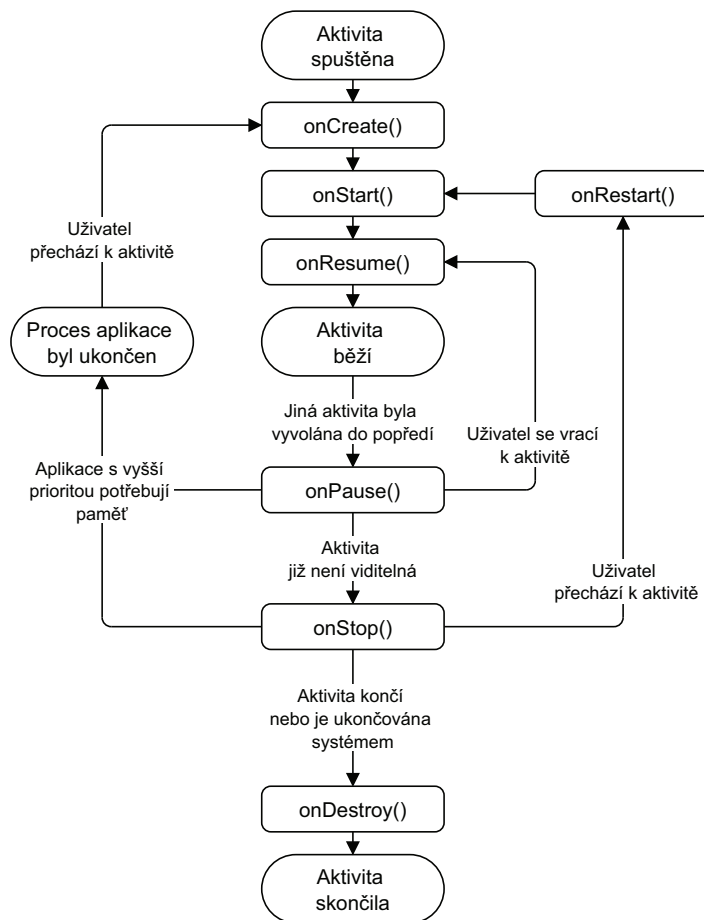 Aktivita
spuštěna
onCreate()
onStart()
onRestart()
Uživatel
přechází k aktivitě
onResume()
Proces aplikace
byl ukončen
Aktivita
běží
Jiná aktivita byla
vyvolána do popředí
Uživatel se vrací
k aktivitě
Aplikace s vyšší
prioritou potřebují
paměť
onPause()
Aktivita
již není viditelná
Uživatel
přechází k aktivitě
onStop()
Aktivita končí
nebo je ukončována
systémem
onDestroy()
Aktivita
skončila